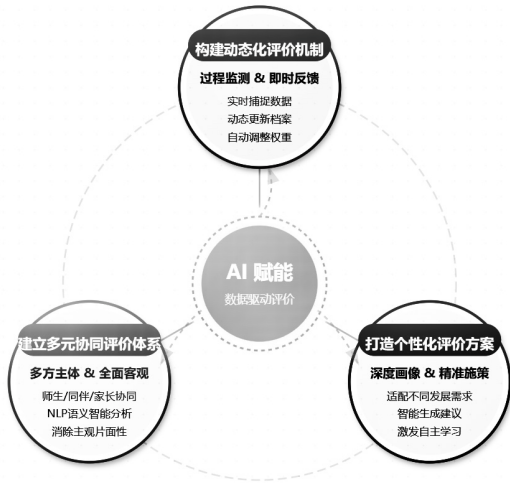 构建动态化评价机制
过程监测 & 即时反馈
实时捕捉数据
动态更新档案
自动调整权重
AI 赋能
数据驱动评价
建立多元协同评价体系
多方主体 & 全面客观
师生/同伴/家长协同
NLP语义智能分析
消除主观片面性
打造个性化评价方案
深度画像 & 精准施策
适配不同发展需求
智能生成建议
激发自主学习